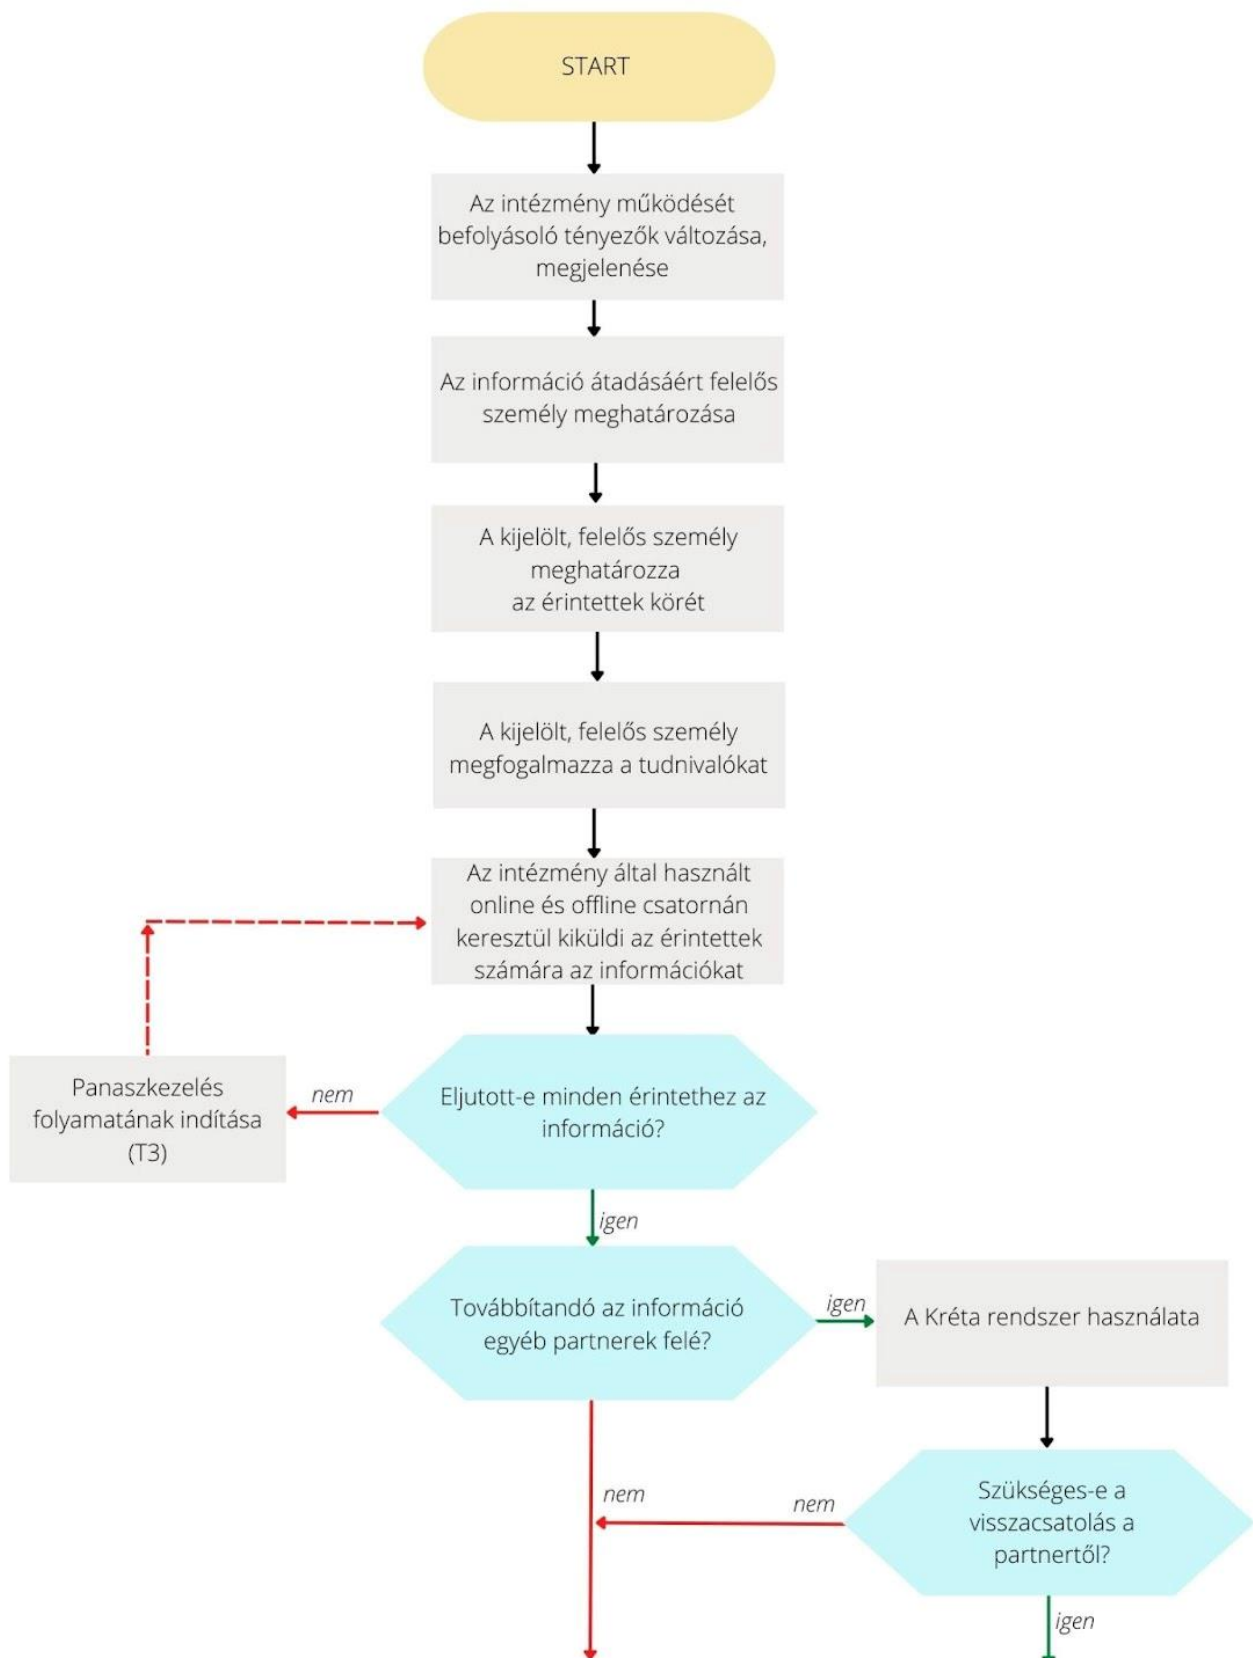 START
Az intézmény működését
befolyásoló tényezők változása,
megjelenése
Az információ átadásáért felelős
személy meghatározása
A kijelölt, felelős személy
meghatározza
az érintettek körét
A kijelölt, felelős személy
megfogalmazza a tudnivalókat
Az intézmény által használt
online és offline csatornán
keresztül kiküldi az érintettek
számára az információkat
Eljutott-e minden érintethez az
információ?
nem
Panaszkezelés
folyamatának indítása
(T3)
igen
Továbbítandó az információ
egyéb partnerek felé?
igen
A Kréta rendszer használata
Szükséges-e a
visszacsatolás a
partnertől?
nem
nem
igen